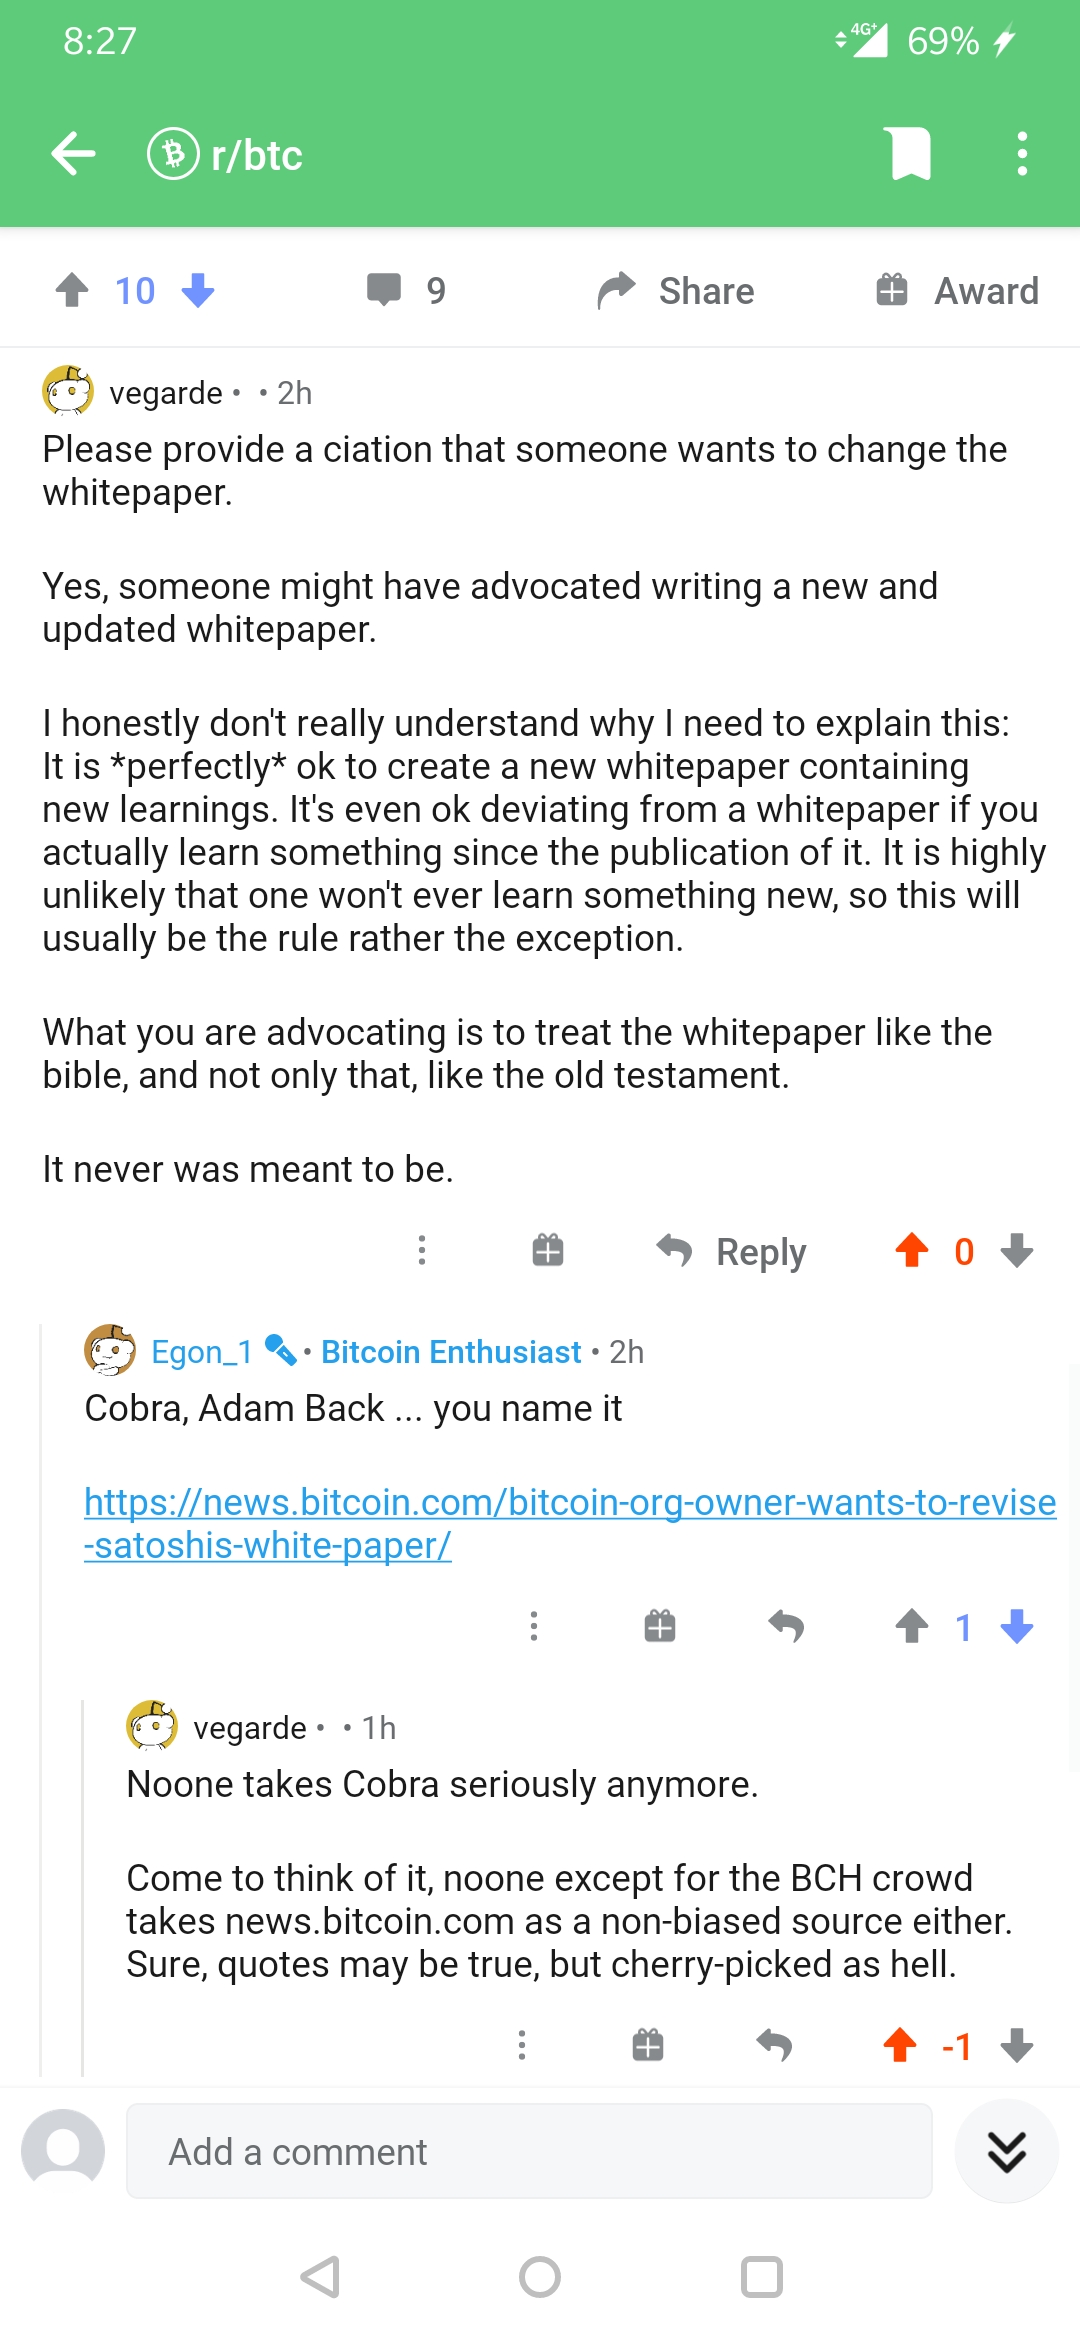 8:27
4G+ 69%
r/btc
10
9
Share
Award
vegarde • • 2h
Please provide a ciation that someone wants to change the
whitepaper.
Yes, someone might have advocated writing a new and
updated whitepaper.
I honestly don't really understand why I need to explain this:
It is *perfectly* ok to create a new whitepaper containing
new learnings. It's even ok deviating from a whitepaper if you
actually learn something since the publication of it. It is highly
unlikely that one won't ever learn something new, so this will
usually be the rule rather the exception.
What you are advocating is to treat the whitepaper like the
bible, and not only that, like the old testament.
It never was meant to be.
Reply
0
Egon_1 • Bitcoin Enthusiast • 2h
Cobra, Adam Back ... you name it
https://news.bitcoin.com/bitcoin-org-owner-wants-to-revise
-satoshis-white-paper/
1
vegarde • • 1h
Noone takes Cobra seriously anymore.
Come to think of it, noone except for the BCH crowd
takes news.bitcoin.com as a non-biased source either.
Sure, quotes may be true, but cherry-picked as hell.
-1
Add a comment